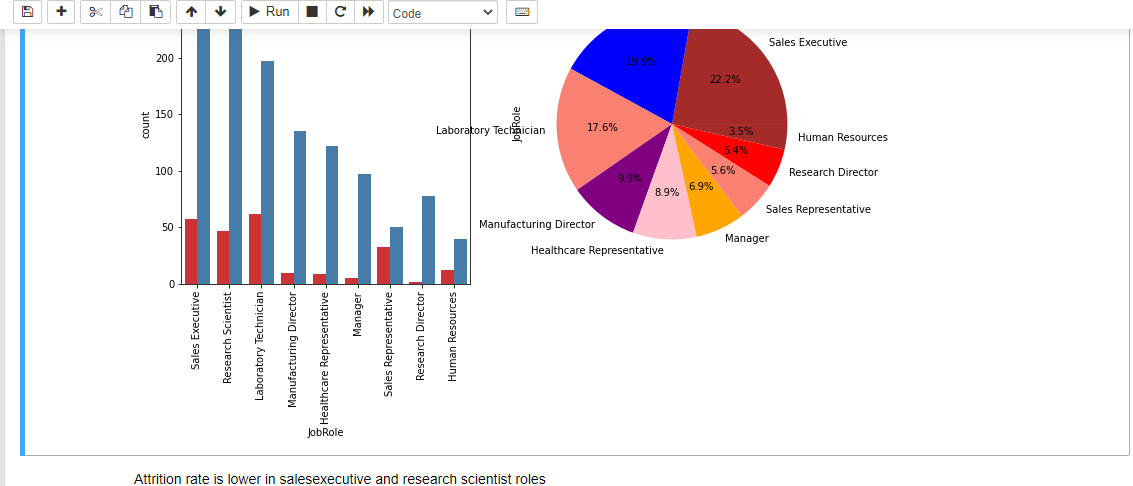 Run
Code
200
150
100
50
0
count
Sales Executive
Research Scientist
Laboratory Technician
Manufacturing Director
Healthcare Representative
Manager
Sales Representative
Research Director
Human Resources
JobRole
JobRole
Sales Executive
19.9%
22.2%
Laboratory Technician
17.6%
3.5%
Human Resources
5.4%
Research Director
5.6%
9.9%
8.9%
6.9%
Sales Representative
Manufacturing Director
Manager
Healthcare Representative
Attrition rate is lower in salesexecutive and research scientist roles